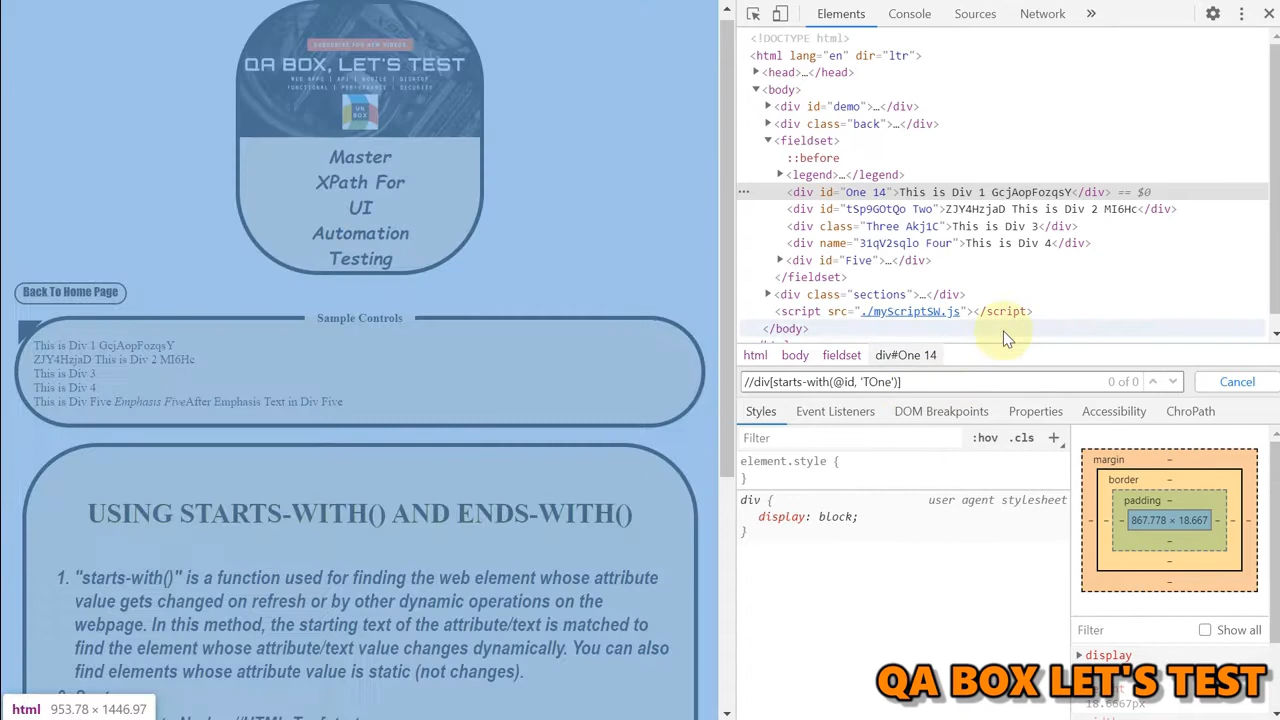 SUBSCRIBE FOR NEW VIDEOS
QA BOX, LET'S TEST
WEB APPS | API | MOBILE | DESKTOP
FUNCTIONAL | PERFORMANCE | SECURITY
UN
BOX
Master
XPath For
UI
Automation
Testing
Back To Home Page
Sample Controls
This is Div 1 GcjAopFozqsY
ZJY4HzjaD This is Div 2 MI6Hc
This is Div 3
This is Div 4
This is Div Five Emphasis FiveAfter Emphasis Text in Div Five
USING STARTS-WITH() AND ENDS-WITH()
1. "starts-with()" is a function used for finding the web element whose attribute
value gets changed on refresh or by other dynamic operations on the
webpage. In this method, the starting text of the attribute/text is matched to
find the element whose attribute/text value changes dynamically. You can also
find elements whose attribute value is static (not changes).
html 953.78 × 1446.97
Elements Console Sources Network »
<!DOCTYPE html>
<html lang="en" dir="ltr">
<head>…</head>
<body>
<div id="demo">…</div>
<div class="back">…</div>
<fieldset>
::before
<legend>…</legend>
<div id="One 14">This is Div 1 GcjAopFozqsY</div> == $0
<div id="tSp9GOtQo Two">ZJY4HzjaD This is Div 2 MI6Hc</div>
<div class="Three Akj1C">This is Div 3</div>
<div name="31qV2sqlo Four">This is Div 4</div>
<div id="Five">…</div>
</fieldset>
<div class="sections">…</div>
<script src="./myScriptSW.js"></script>
</body>
html body fieldset div#One 14
//div[starts-with(@id, 'TOne')] 0 of 0 Cancel
Styles Event Listeners DOM Breakpoints Properties Accessibility ChroPath
Filter :hov .cls +
element.style {
}
div { user agent stylesheet
display: block;
}
margin –
border –
padding –
– – – 867.778 × 18.667 – – –
–
–
–
Filter Show all
display
18.6667px
QA BOX LET'S TEST